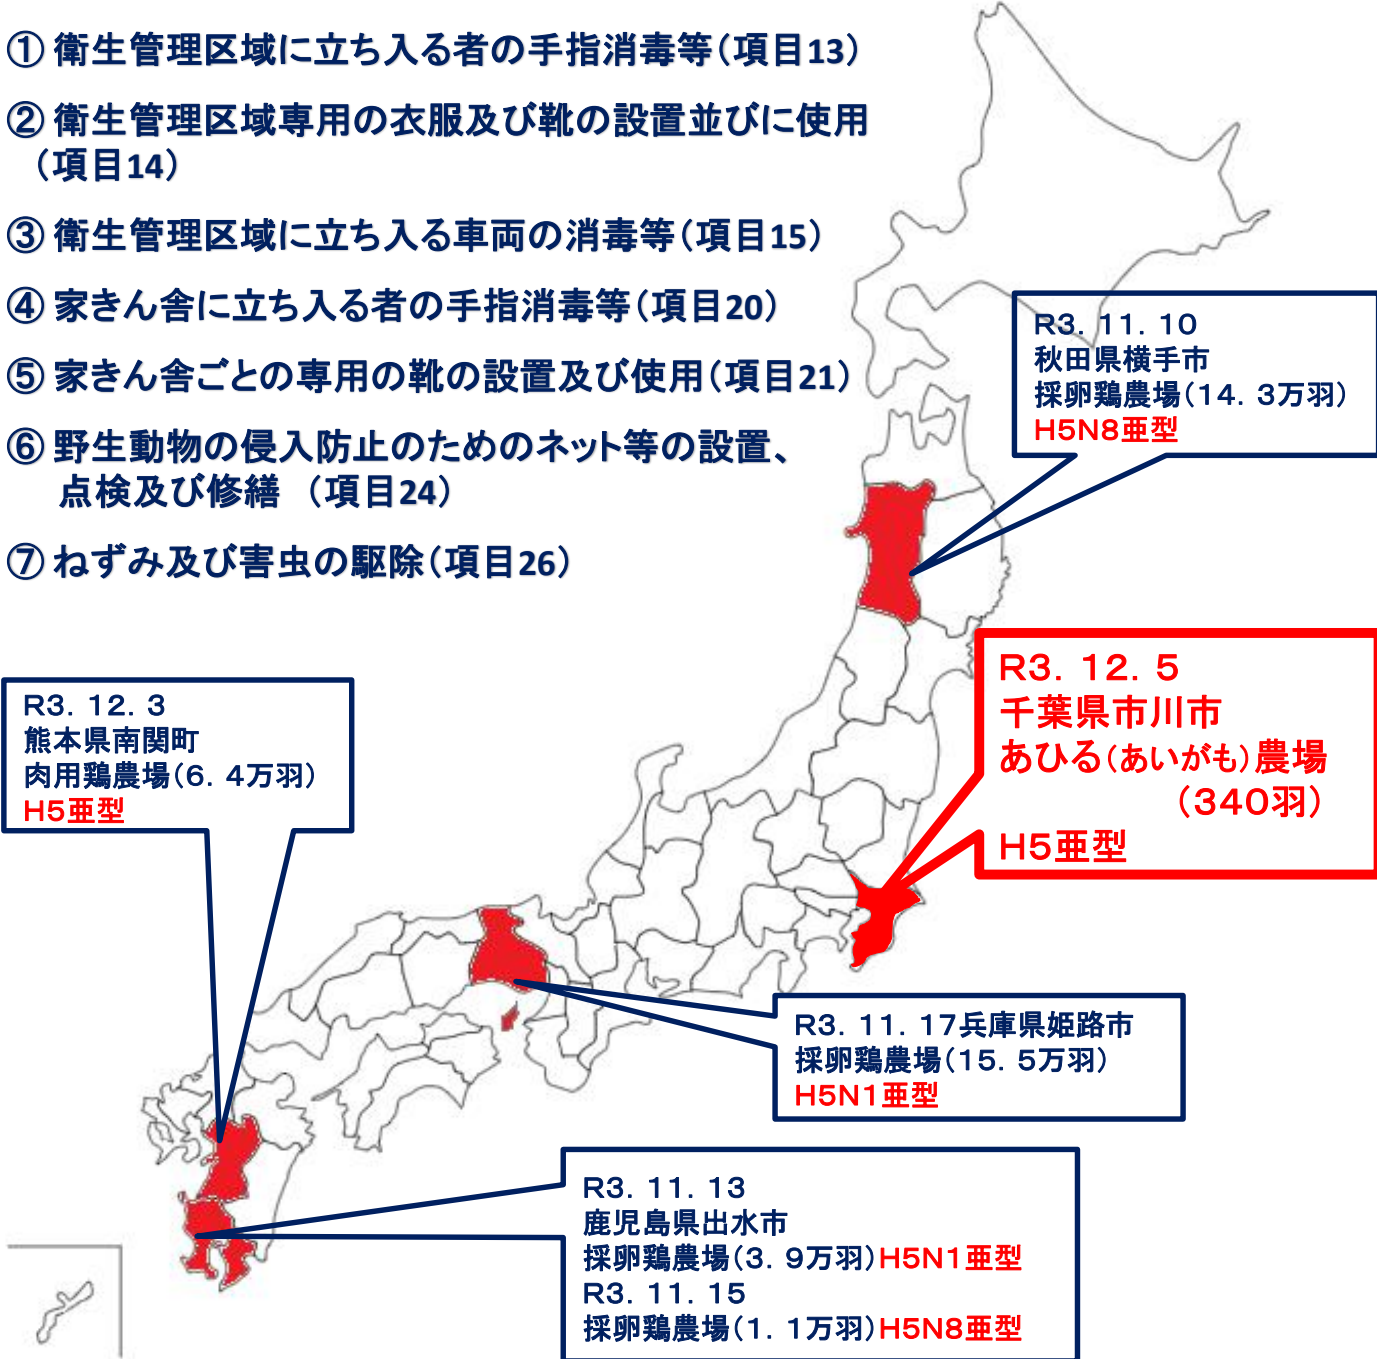 ① 衛生管理区域に立ち入る者の手指消毒等（項目13）
② 衛生管理区域専用の衣服及び靴の設置並びに使用
（項目14）
③ 衛生管理区域に立ち入る車両の消毒等（項目15）
④ 家きん舎に立ち入る者の手指消毒等（項目20）
⑤ 家きん舎ごとの専用の靴の設置及び使用（項目21）
⑥ 野生動物の侵入防止のためのネット等の設置、
点検及び修繕 （項目24）
⑦ ねずみ及び害虫の駆除（項目26）
R3．11．10
秋田県横手市
採卵鶏農場（14．3万羽）
H5N8亜型
R3．12．5
千葉県市川市
あひる（あいがも）農場
（340羽）
H5亜型
R3．12．3
熊本県南関町
肉用鶏農場（6．4万羽）
H5亜型
R3．11．17兵庫県姫路市
採卵鶏農場（15．5万羽）
H5N1亜型
R3．11．13
鹿児島県出水市
採卵鶏農場（3．9万羽）H5N1亜型
R3．11．15
採卵鶏農場（1．1万羽）H5N8亜型